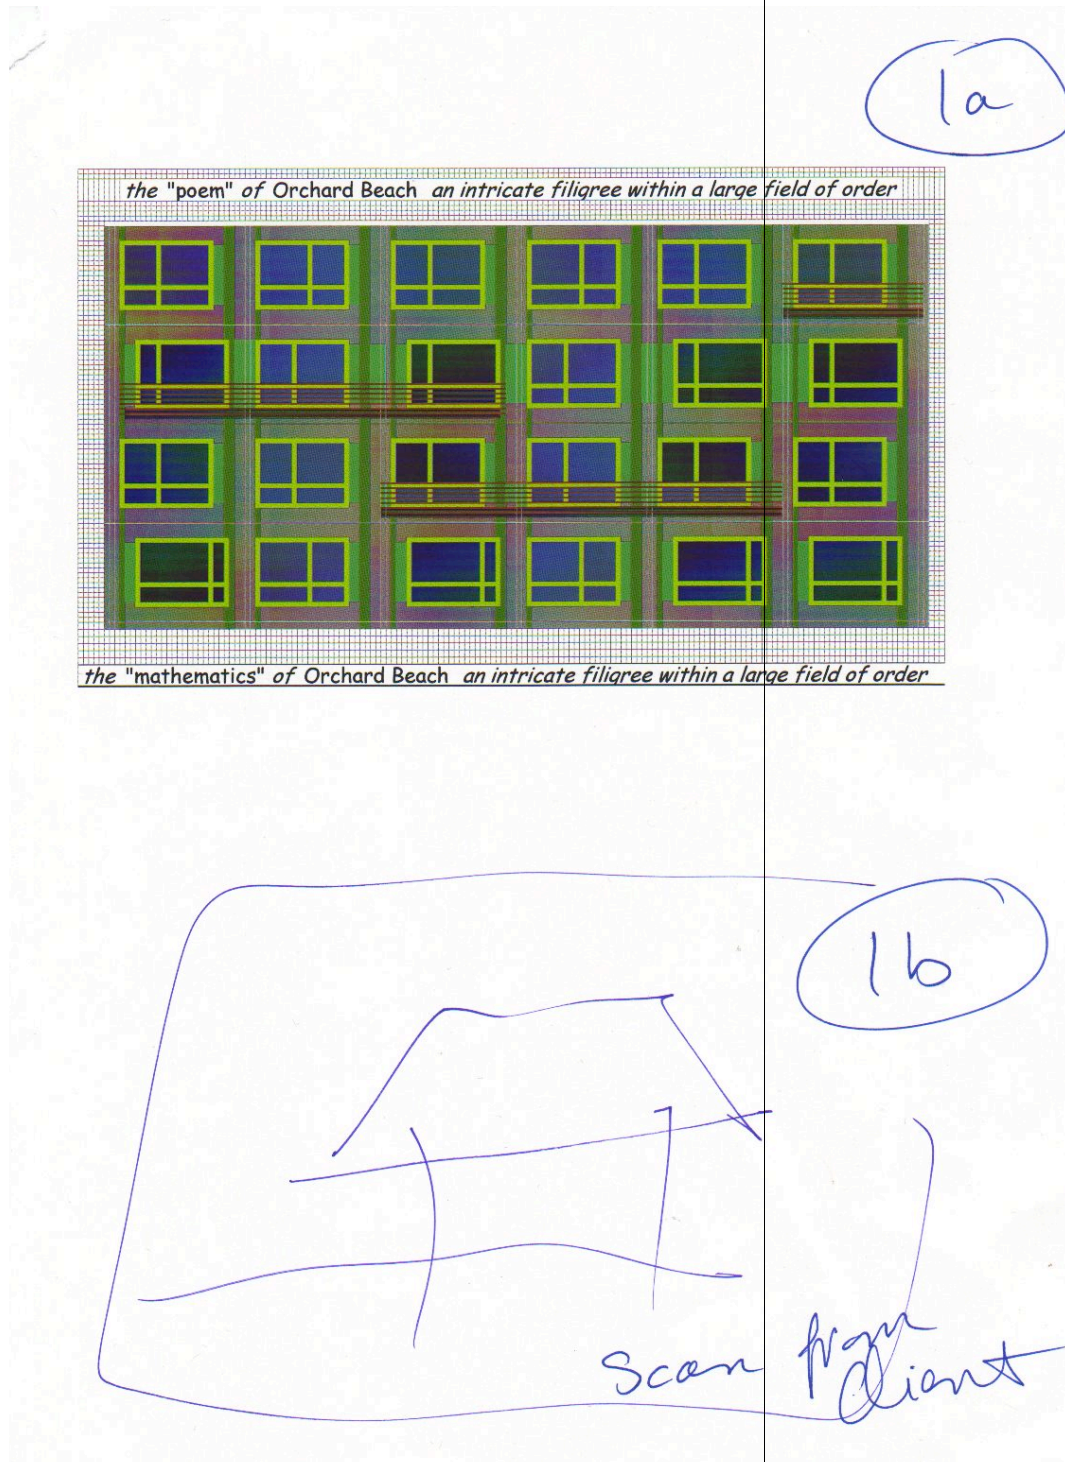 1a
the "poem" of Orchard Beach an intricate filigree within a large field of order
the "mathematics" of Orchard Beach an intricate filigree within a large field of order
1b
Scan from
Client